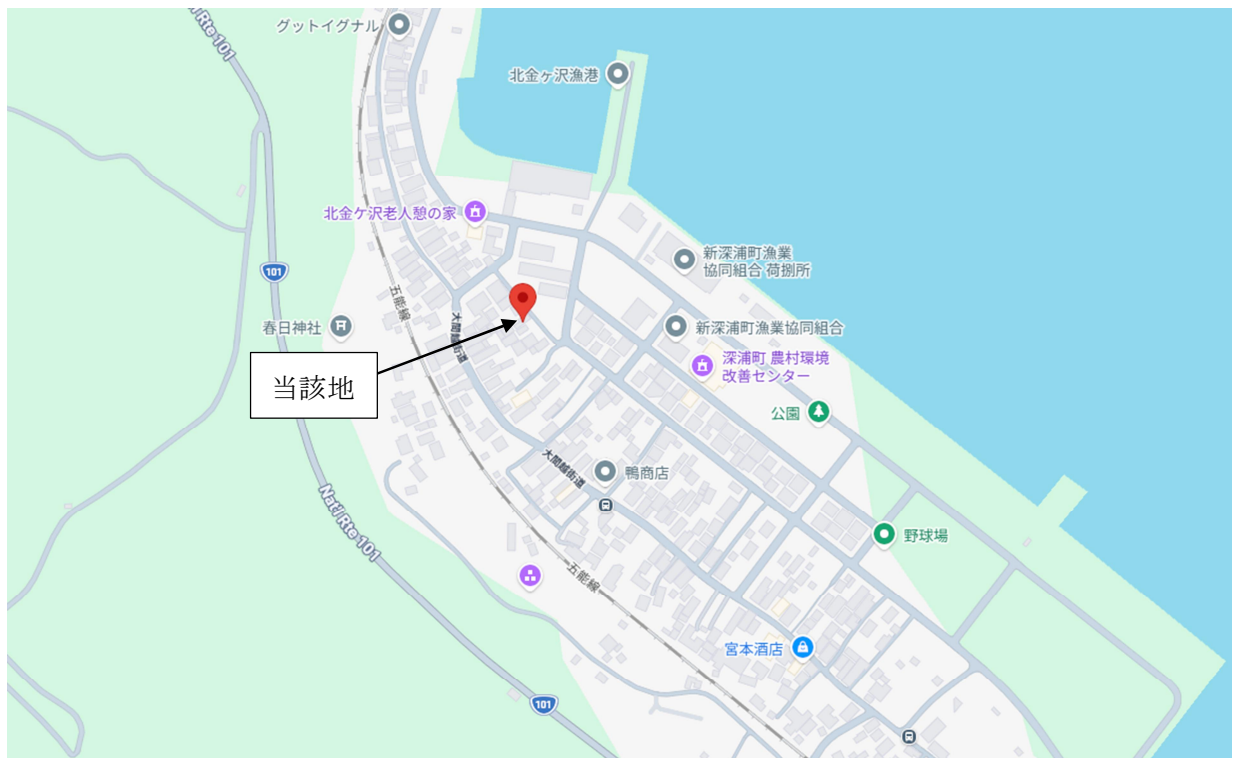 グットイグナル
Nat'l Rte 101
北金ヶ沢漁港
北金ケ沢老人憩の家
新深浦町漁業
協同組合 荷捌所
101
五能線
大間越街道
春日神社
新深浦町漁業協同組合
深浦町 農村環境
改善センター
当該地
公園
大間越街道
鴨商店
Nat'l Rte 101
野球場
五能線
宮本酒店
101